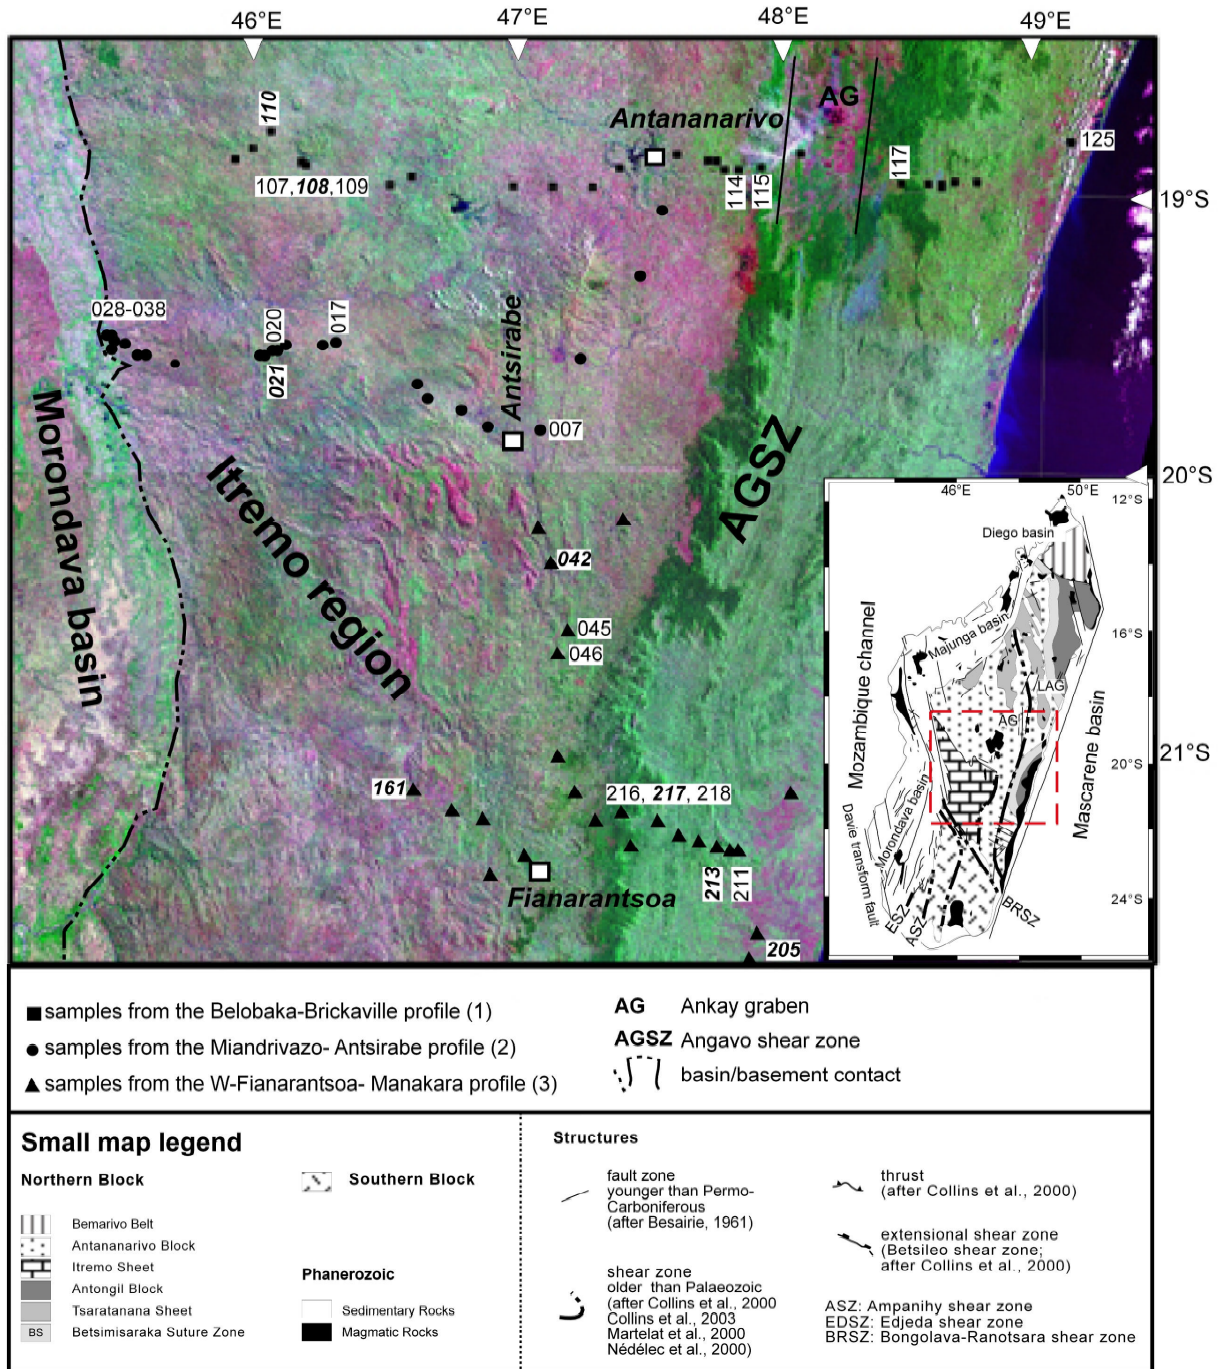 46°E 47°E 48°E 49°E
AG
110
Antananarivo
125
117
107,108,109
114
115
19°S
028-038
020
017
021
Antsirabe
007
Morondava basin
Itremo region
AGSZ
20°S
042
045
046
21°S
161
216, 217, 218
213
211
Fianarantsoa
205
46°E 50°E
12°S
Diego basin
16°S
Majunga basin
Mozambique channel
LAG
AG
20°S
Mascarene basin
Morondava basin
Davie transform fault
24°S
ESZ
ASZ
BRSZ
samples from the Belobaka-Brickaville profile (1)
samples from the Miandrivazo- Antsirabe profile (2)
samples from the W-Fianarantsoa- Manakara profile (3)
AG Ankay graben
AGSZ Angavo shear zone
basin/basement contact
Small map legend
Northern Block
Bemarivo Belt
Antananarivo Block
Itremo Sheet
Antongil Block
Tsaratanana Sheet
BS Betsimisaraka Suture Zone
Southern Block
Phanerozoic
Sedimentary Rocks
Magmatic Rocks
Structures
fault zone
younger than Permo-
Carboniferous
(after Besairie, 1961)
shear zone
older than Palaeozoic
(after Collins et al., 2000
Collins et al., 2003
Martelat et al., 2000
Nédélec et al., 2000)
thrust
(after Collins et al., 2000)
extensional shear zone
(Betsileo shear zone;
after Collins et al., 2000)
ASZ: Ampanihy shear zone
EDSZ: Edjeda shear zone
BRSZ: Bongolava-Ranotsara shear zone